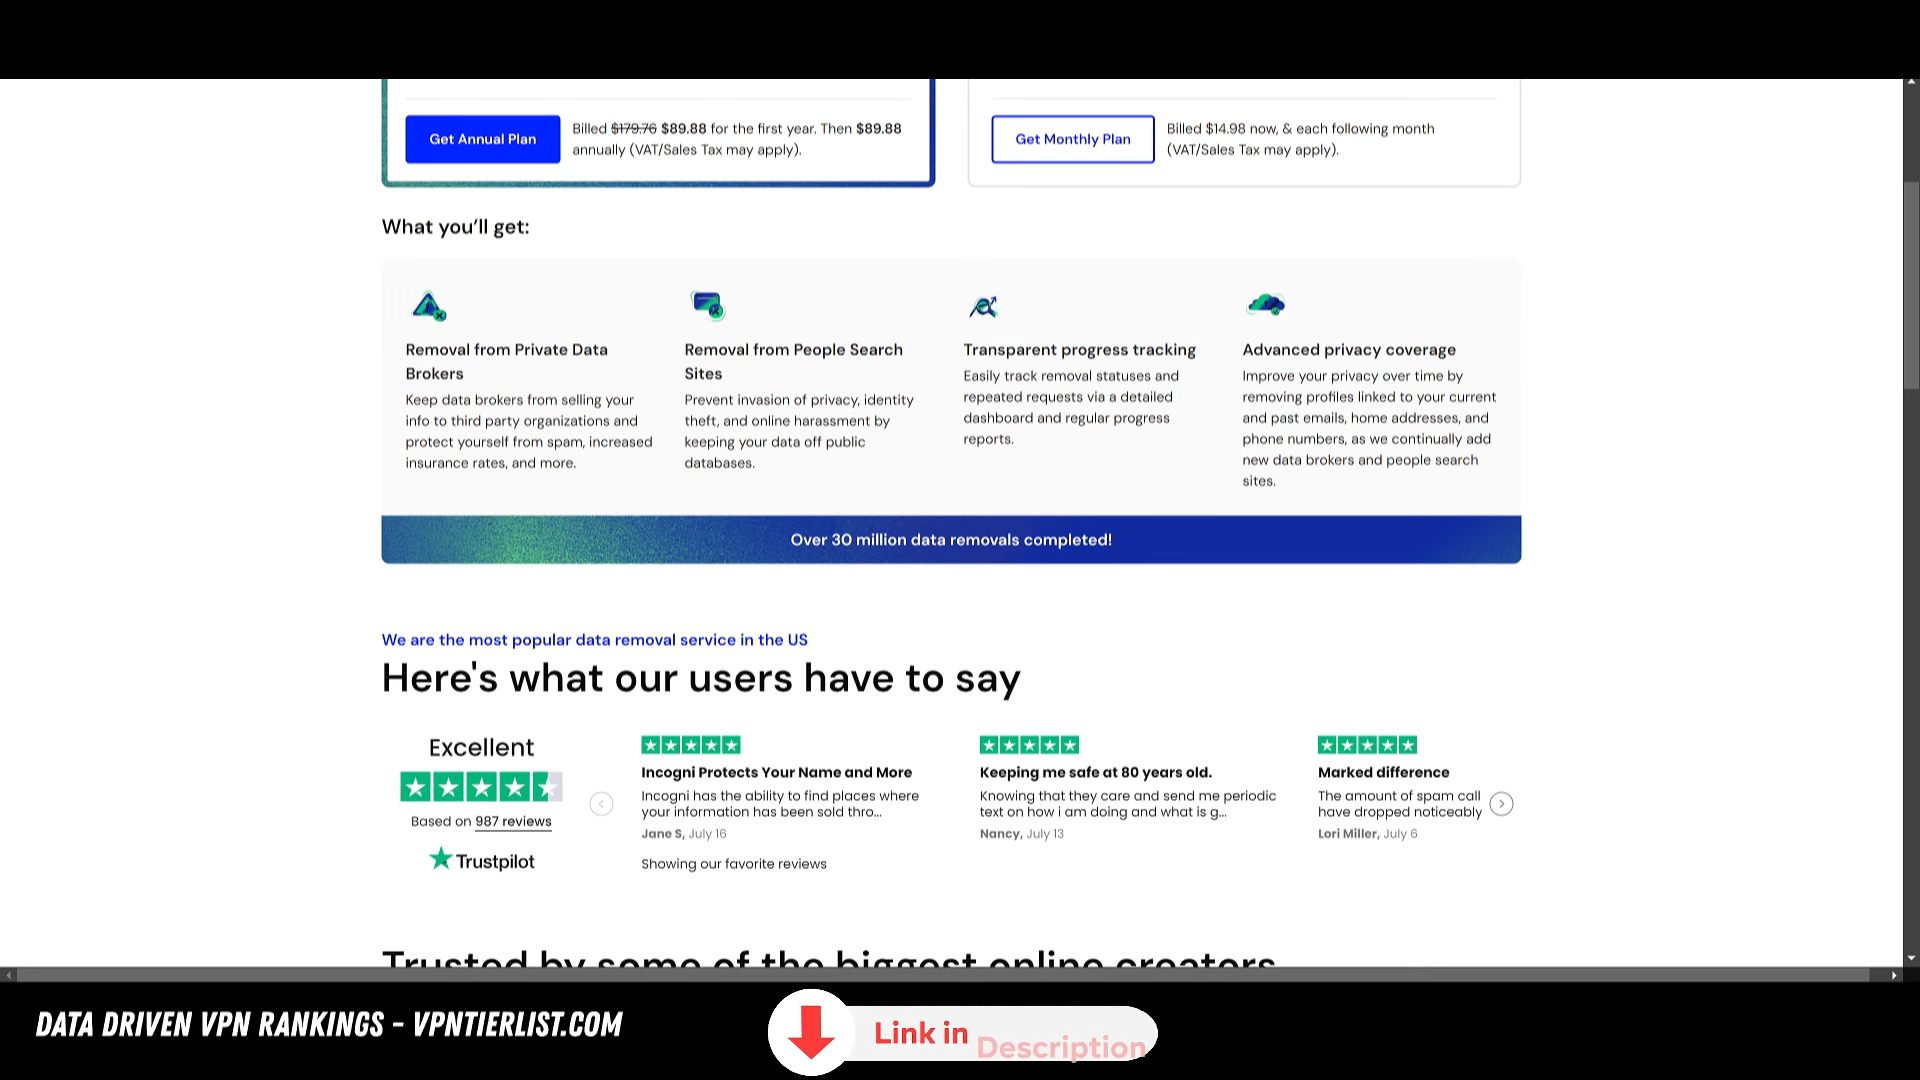 Get Annual Plan
Billed $179.76 $89.88 for the first year. Then $89.88
annually (VAT/Sales Tax may apply).
Get Monthly Plan
Billed $14.98 now, & each following month
(VAT/Sales Tax may apply).
What you'll get:
Removal from Private Data
Brokers
Keep data brokers from selling your
info to third party organizations and
protect yourself from spam, increased
insurance rates, and more.
Removal from People Search
Sites
Prevent invasion of privacy, identity
theft, and online harassment by
keeping your data off public
databases.
Transparent progress tracking
Easily track removal statuses and
repeated requests via a detailed
dashboard and regular progress
reports.
Advanced privacy coverage
Improve your privacy over time by
removing profiles linked to your current
and past emails, home addresses, and
phone numbers, as we continually add
new data brokers and people search
sites.
Over 30 million data removals completed!
We are the most popular data removal service in the US
Here's what our users have to say
Excellent
Based on 987 reviews
Trustpilot
Incogni Protects Your Name and More
Incogni has the ability to find places where
your information has been sold thro...
Jane S, July 16
Showing our favorite reviews
Keeping me safe at 80 years old.
Knowing that they care and send me periodic
text on how i am doing and what is g...
Nancy, July 13
Marked difference
The amount of spam call
have dropped noticeably
Lori Miller, July 6
Trusted by some of the biggest online creators
DATA DRIVEN VPN RANKINGS - VPNTIERLIST.COM
Link in Description